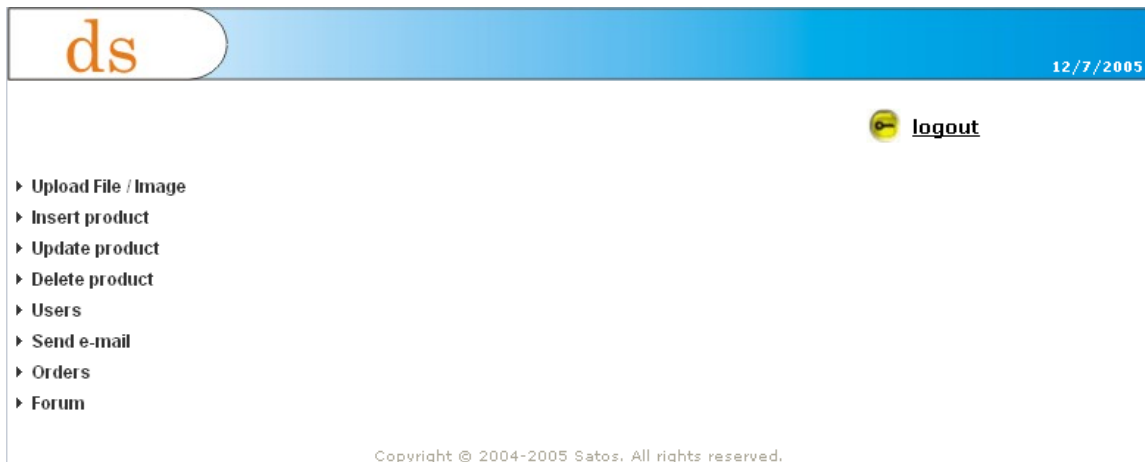 ds
12/7/2005
logout
Upload File / Image
Insert product
Update product
Delete product
Users
Send e-mail
Orders
Forum
Copyright © 2004-2005 Satos. All rights reserved.